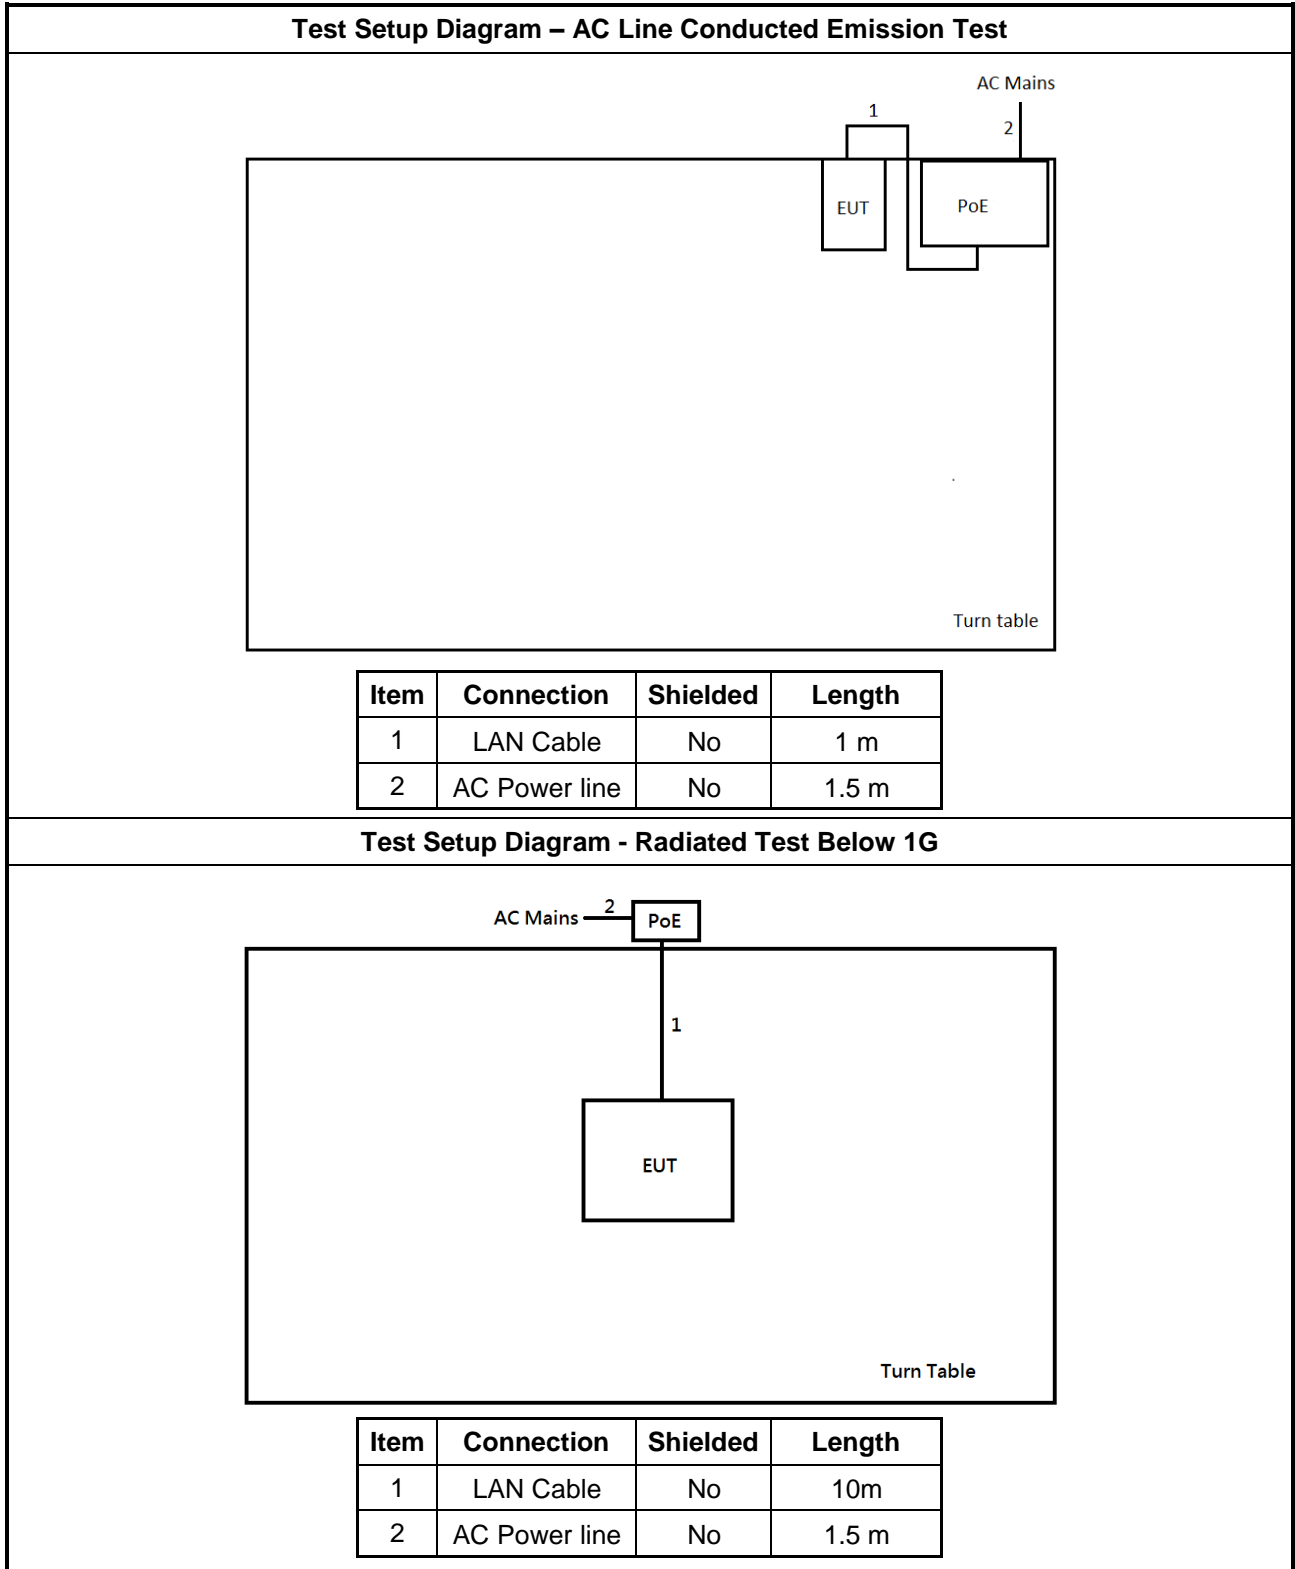 Test Setup Diagram – AC Line Conducted Emission Test
AC Mains
1
2
EUT
PoE
Turn table
Item Connection Shielded Length
1 LAN Cable No 1 m
2 AC Power line No 1.5 m
Test Setup Diagram - Radiated Test Below 1G
AC Mains 2 PoE
1
EUT
Turn Table
Item Connection Shielded Length
1 LAN Cable No 10m
2 AC Power line No 1.5 m